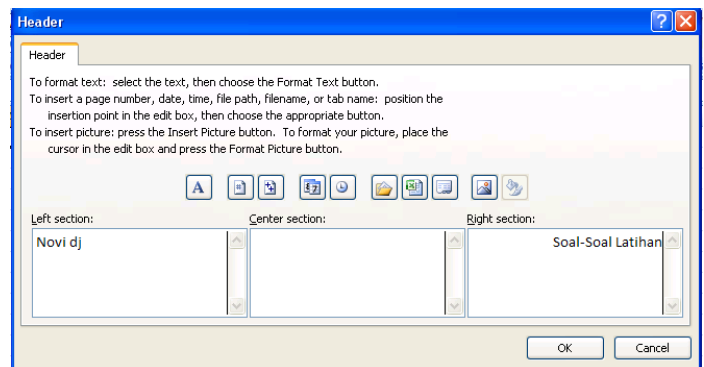 Header
Header
To format text: select the text, then choose the Format Text button.
To insert a page number, date, time, file path, filename, or tab name: position the
insertion point in the edit box, then choose the appropriate button.
To insert picture: press the Insert Picture button. To format your picture, place the
cursor in the edit box and press the Format Picture button.
A
Left section: Center section: Right section:
Novi dj Soal-Soal Latihan
OK Cancel